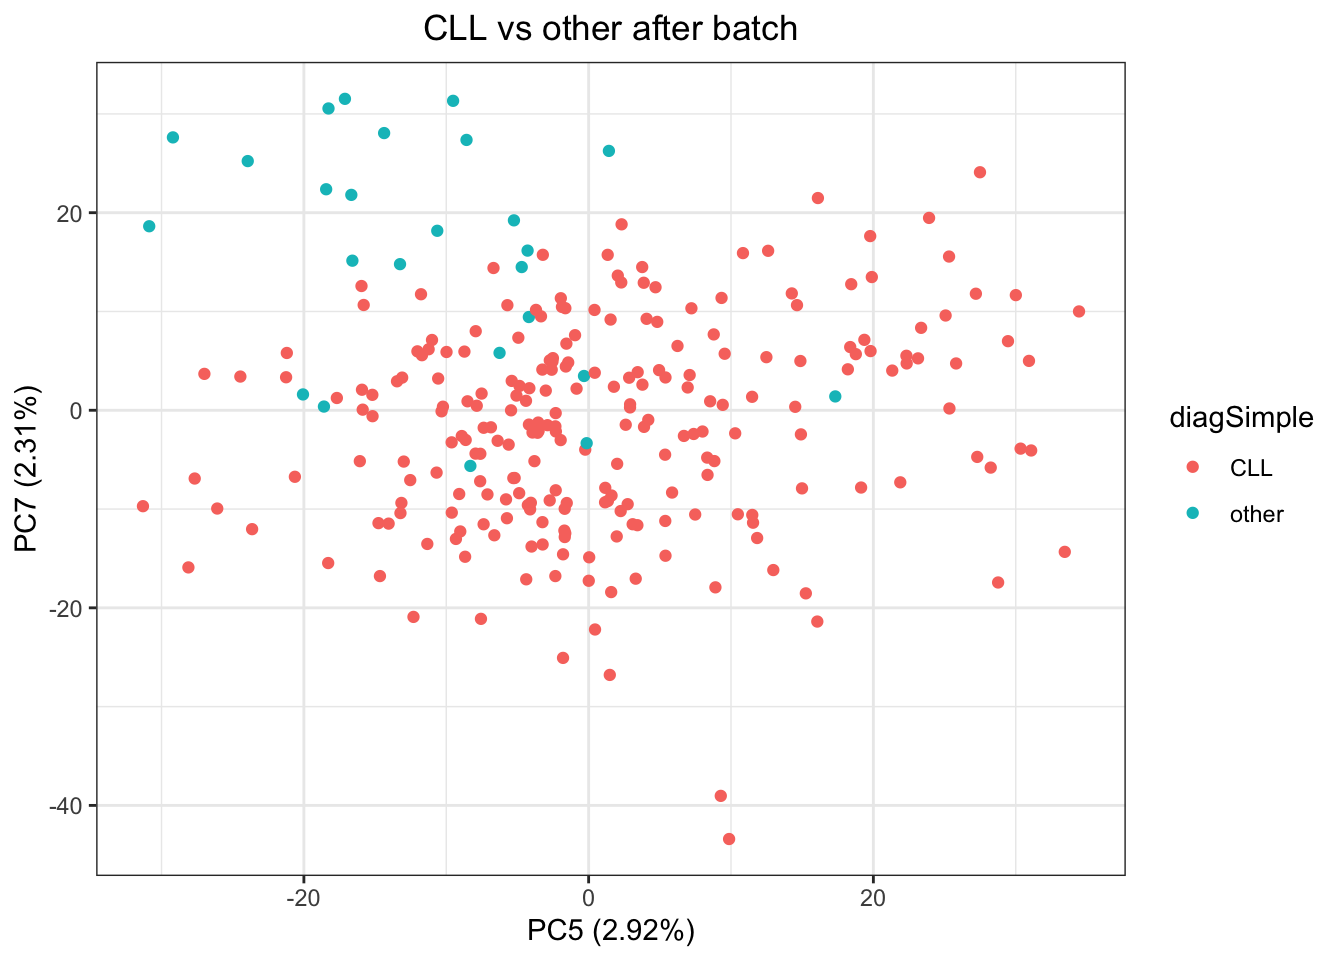 CLL vs other after batch
20
0
-20
-40
PC7 (2.31%)
-20
0
20
PC5 (2.92%)
diagSimple
CLL
other